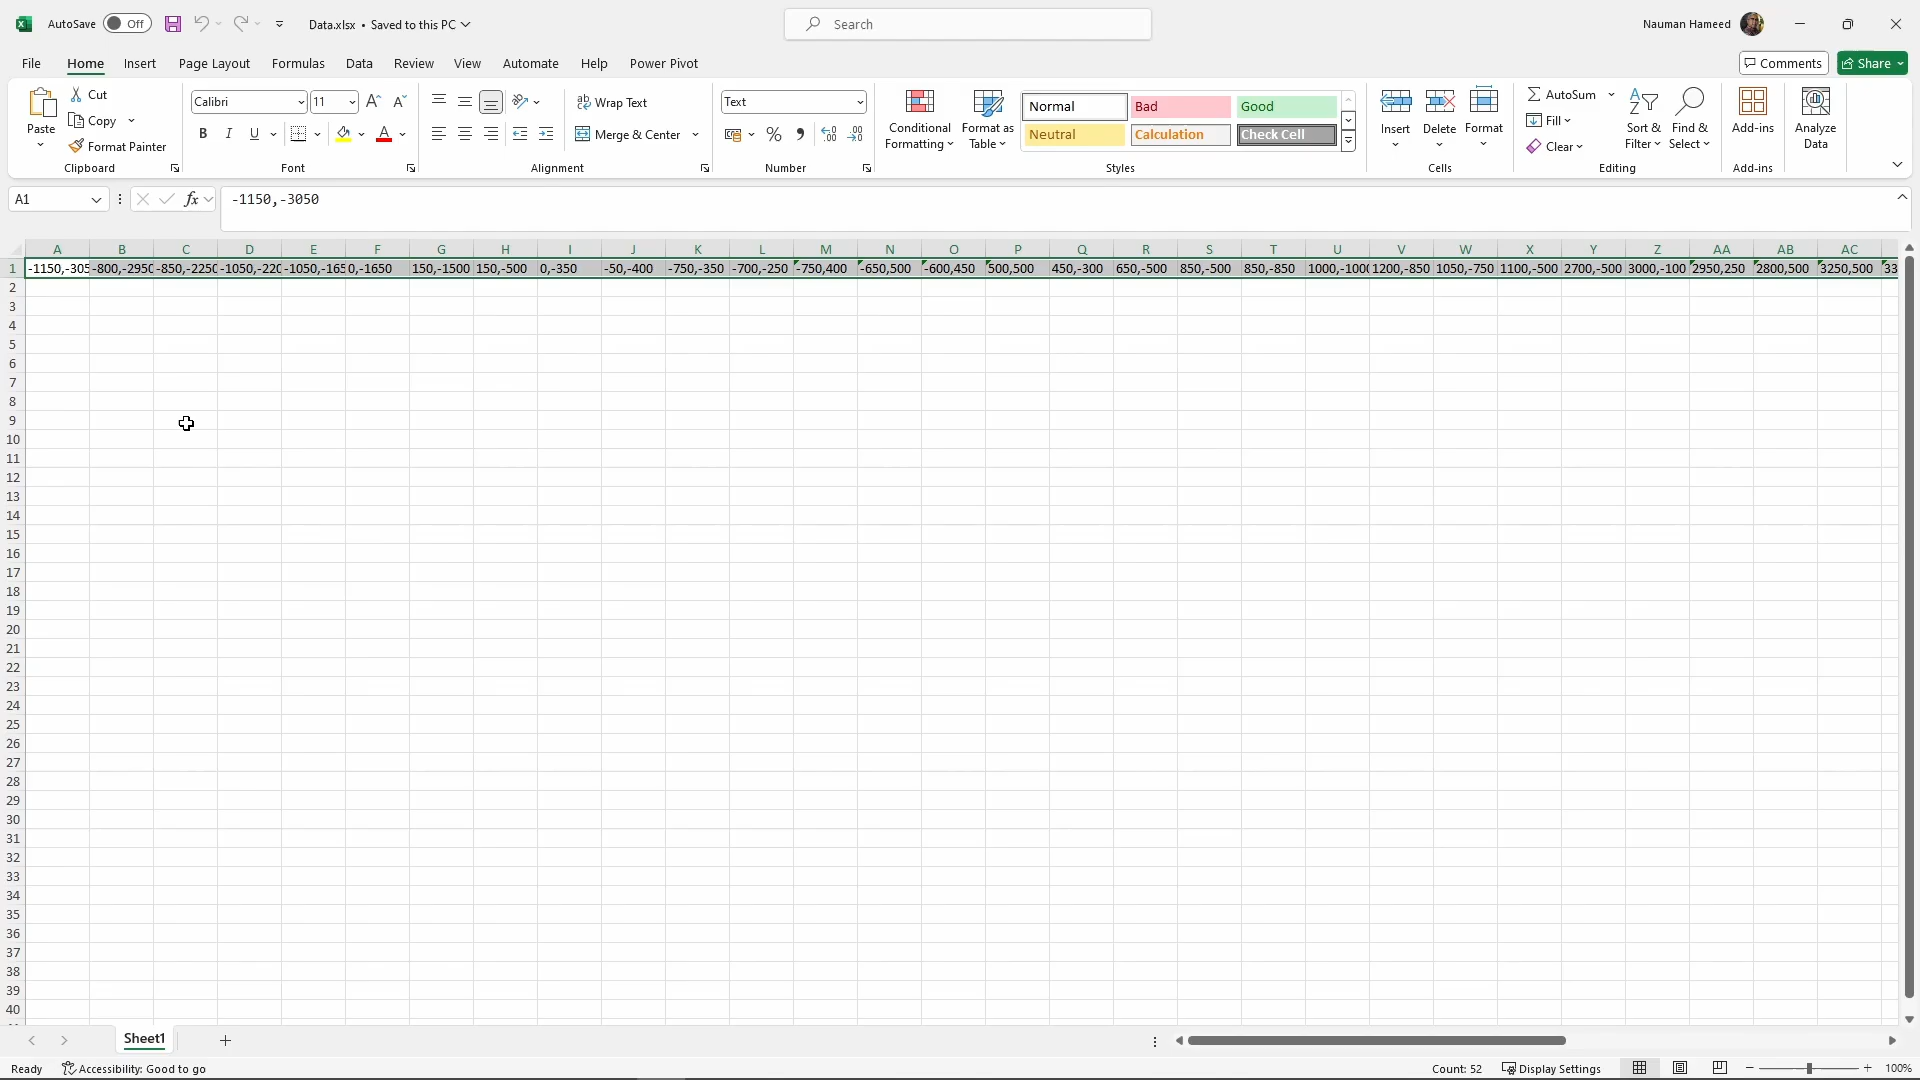 AutoSave Off Data.xlsx • Saved to this PC Search Nauman Hameed
File Home Insert Page Layout Formulas Data Review View Automate Help Power Pivot Comments Share
Paste Cut Copy Format Painter Clipboard
Calibri 11 B I U A Font
Wrap Text Merge & Center Alignment
Text % Number
Conditional Formatting Format as Table
Normal Bad Good
Neutral Calculation Check Cell
Styles
Insert Delete Format Cells
AutoSum Fill Clear Sort & Filter Find & Select Editing
Add-ins Add-ins
Analyze Data
A1 fx -1150,-3050
A B C D E F G H I J K L M N O P Q R S T U V W X Y Z AA AB AC
1 -1150,-305 -800,-2950 -850,-2250 -1050,-220 -1050,-165 0,-1650 150,-1500 150,-500 0,-350 -50,-400 -750,-350 -700,-250 -750,400 -650,500 -600,450 500,500 450,-300 650,-500 850,-500 850,-850 1000,-1000 1200,-850 1050,-750 1100,-500 2700,-500 3000,-100 2950,250 2800,500 3250,500 33
2
3
4
5
6
7
8
9
10
11
12
13
14
15
16
17
18
19
20
21
22
23
24
25
26
27
28
29
30
31
32
33
34
35
36
37
38
39
40
Sheet1
Ready Accessibility: Good to go Count: 52 Display Settings 100%